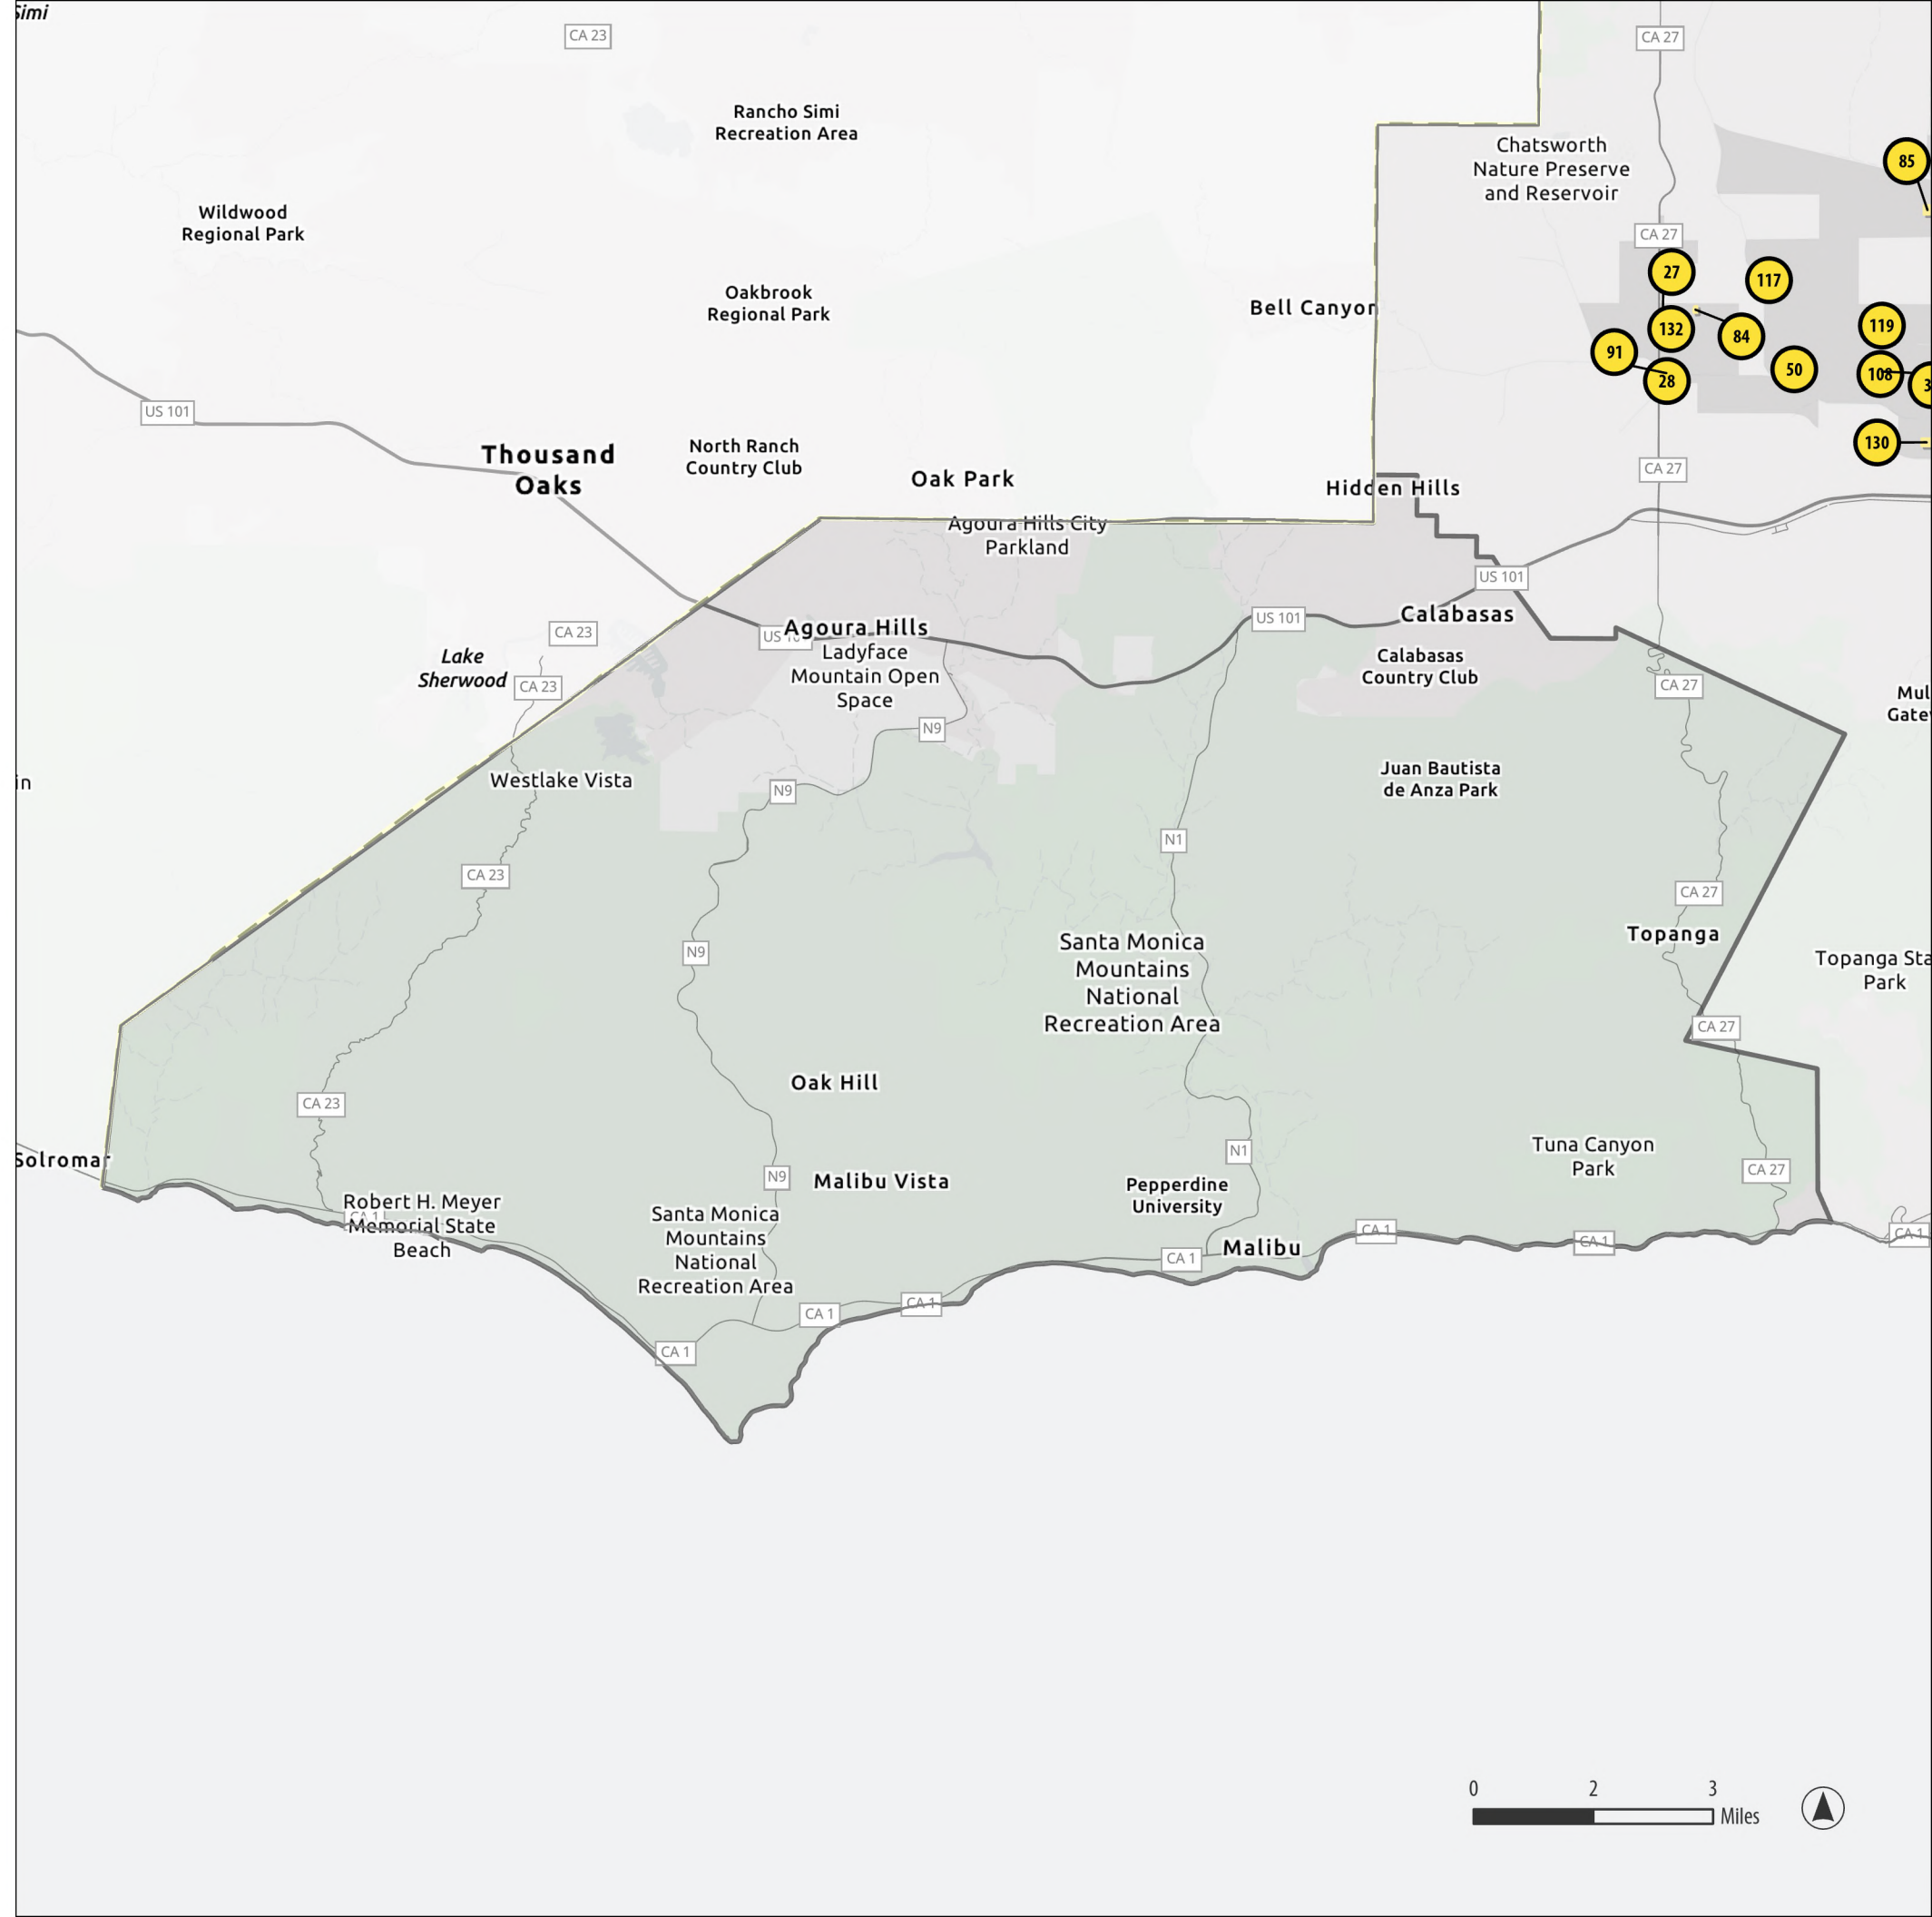 Simi
CA 23
CA 27
Rancho Simi
Recreation Area
Chatsworth
Nature Preserve
and Reservoir
85
Wildwood
Regional Park
CA 27
27
117
Oakbrook
Regional Park
Bell Canyon
132
84
119
91
28
50
108
US 101
130
Thousand
Oaks
North Ranch
Country Club
Oak Park
CA 27
Hidden Hills
Agoura Hills City
Parkland
US 101
CA 23
US 101
Calabasas
Agoura Hills
Ladyface
Mountain Open
Space
Lake
Sherwood
CA 23
Calabasas
Country Club
CA 27
N9
Westlake Vista
N9
Juan Bautista
de Anza Park
N1
CA 23
CA 27
Topanga
N9
Santa Monica
Mountains
National
Recreation Area
Topanga Sta
Park
CA 27
Oak Hill
CA 23
Solromar
N1
Tuna Canyon
Park
CA 27
N9
Malibu Vista
Pepperdine
University
Robert H. Meyer
Memorial State
Beach
CA 1
Santa Monica
Mountains
National
Recreation Area
Malibu
CA 1
CA 1
CA 1
CA 1
CA 1
CA 1
CA 1
0 2 3
Miles